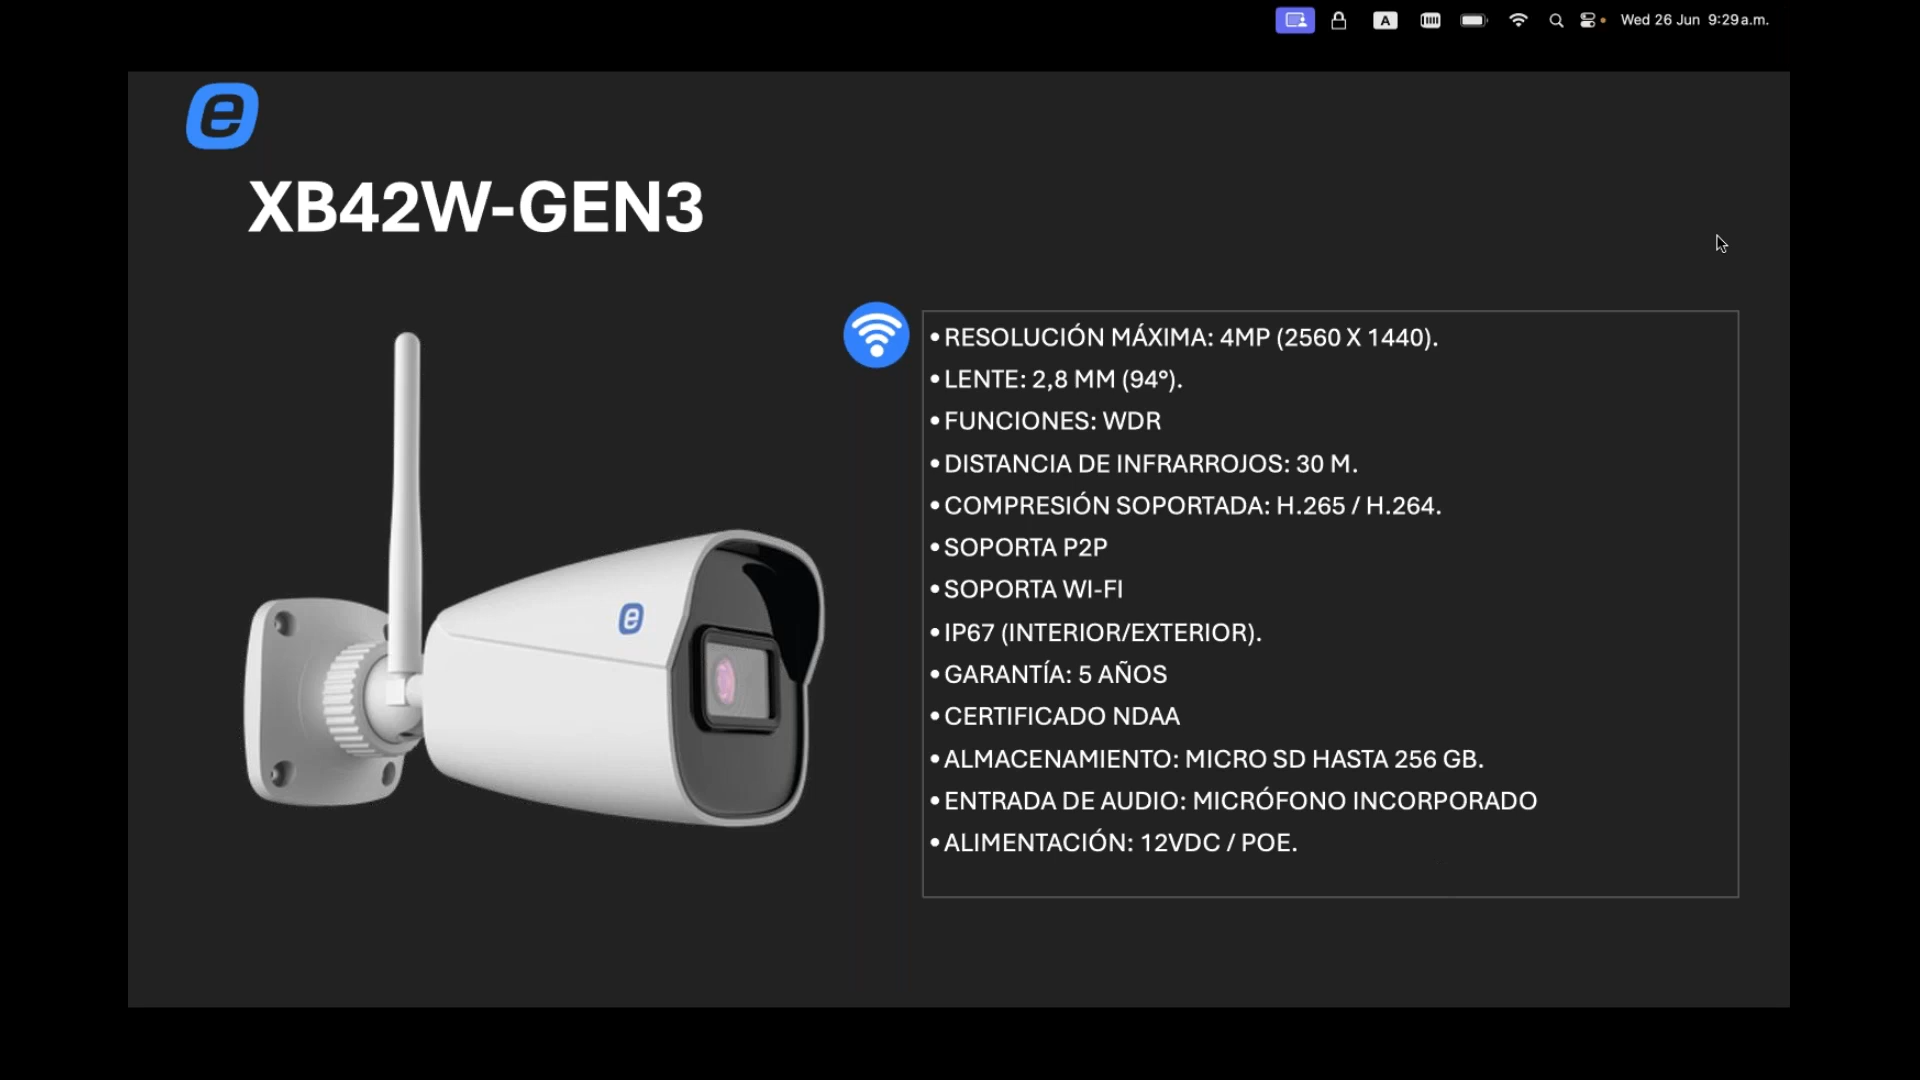 A
Wed 26 Jun 9:29 a.m.
e
XB42W-GEN3
e
• RESOLUCIÓN MÁXIMA: 4MP (2560 X 1440).
• LENTE: 2,8 MM (94°).
• FUNCIONES: WDR
• DISTANCIA DE INFRARROJOS: 30 M.
• COMPRESIÓN SOPORTADA: H.265 / H.264.
• SOPORTA P2P
• SOPORTA WI-FI
• IP67 (INTERIOR/EXTERIOR).
• GARANTÍA: 5 AÑOS
• CERTIFICADO NDAA
• ALMACENAMIENTO: MICRO SD HASTA 256 GB.
• ENTRADA DE AUDIO: MICRÓFONO INCORPORADO
• ALIMENTACIÓN: 12VDC / POE.